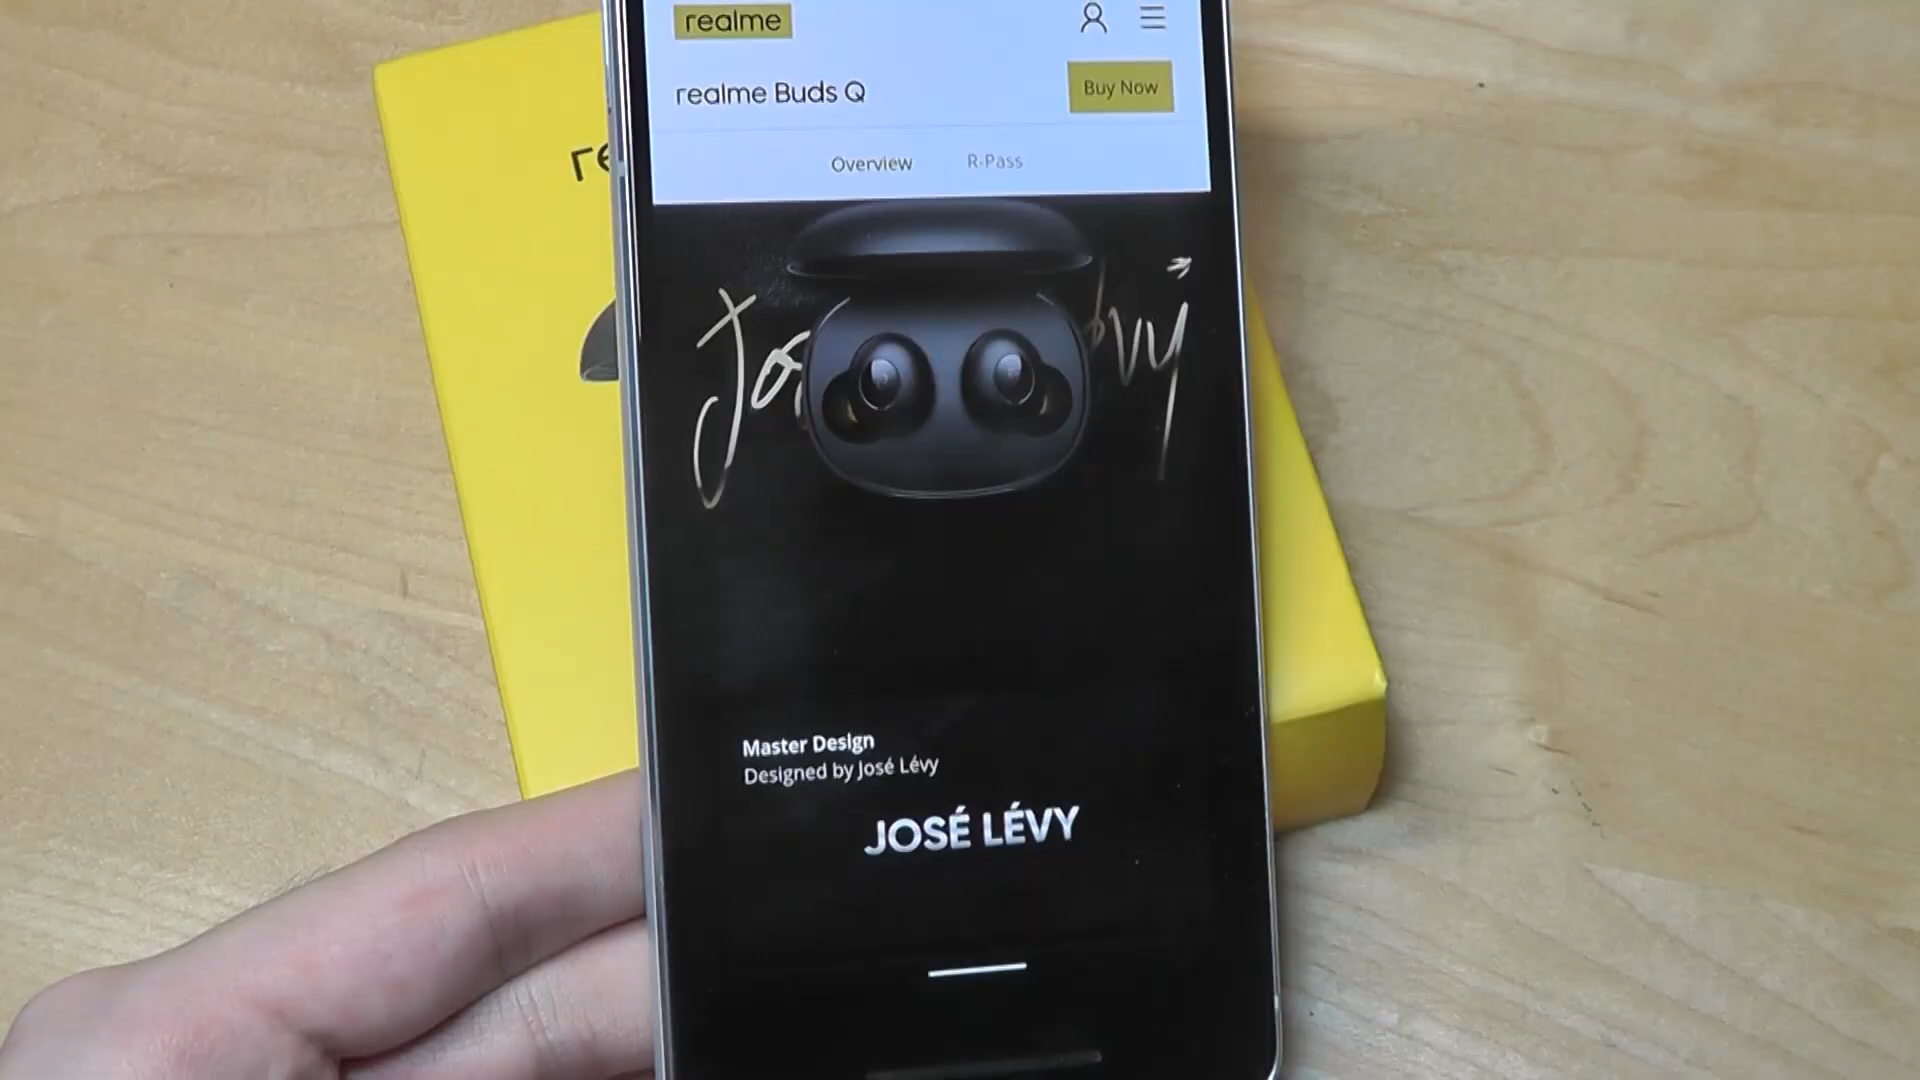 realme
realme Buds Q
Buy Now
Overview
R-Pass
Master Design
Designed by José Lévy
JOSÉ LÉVY